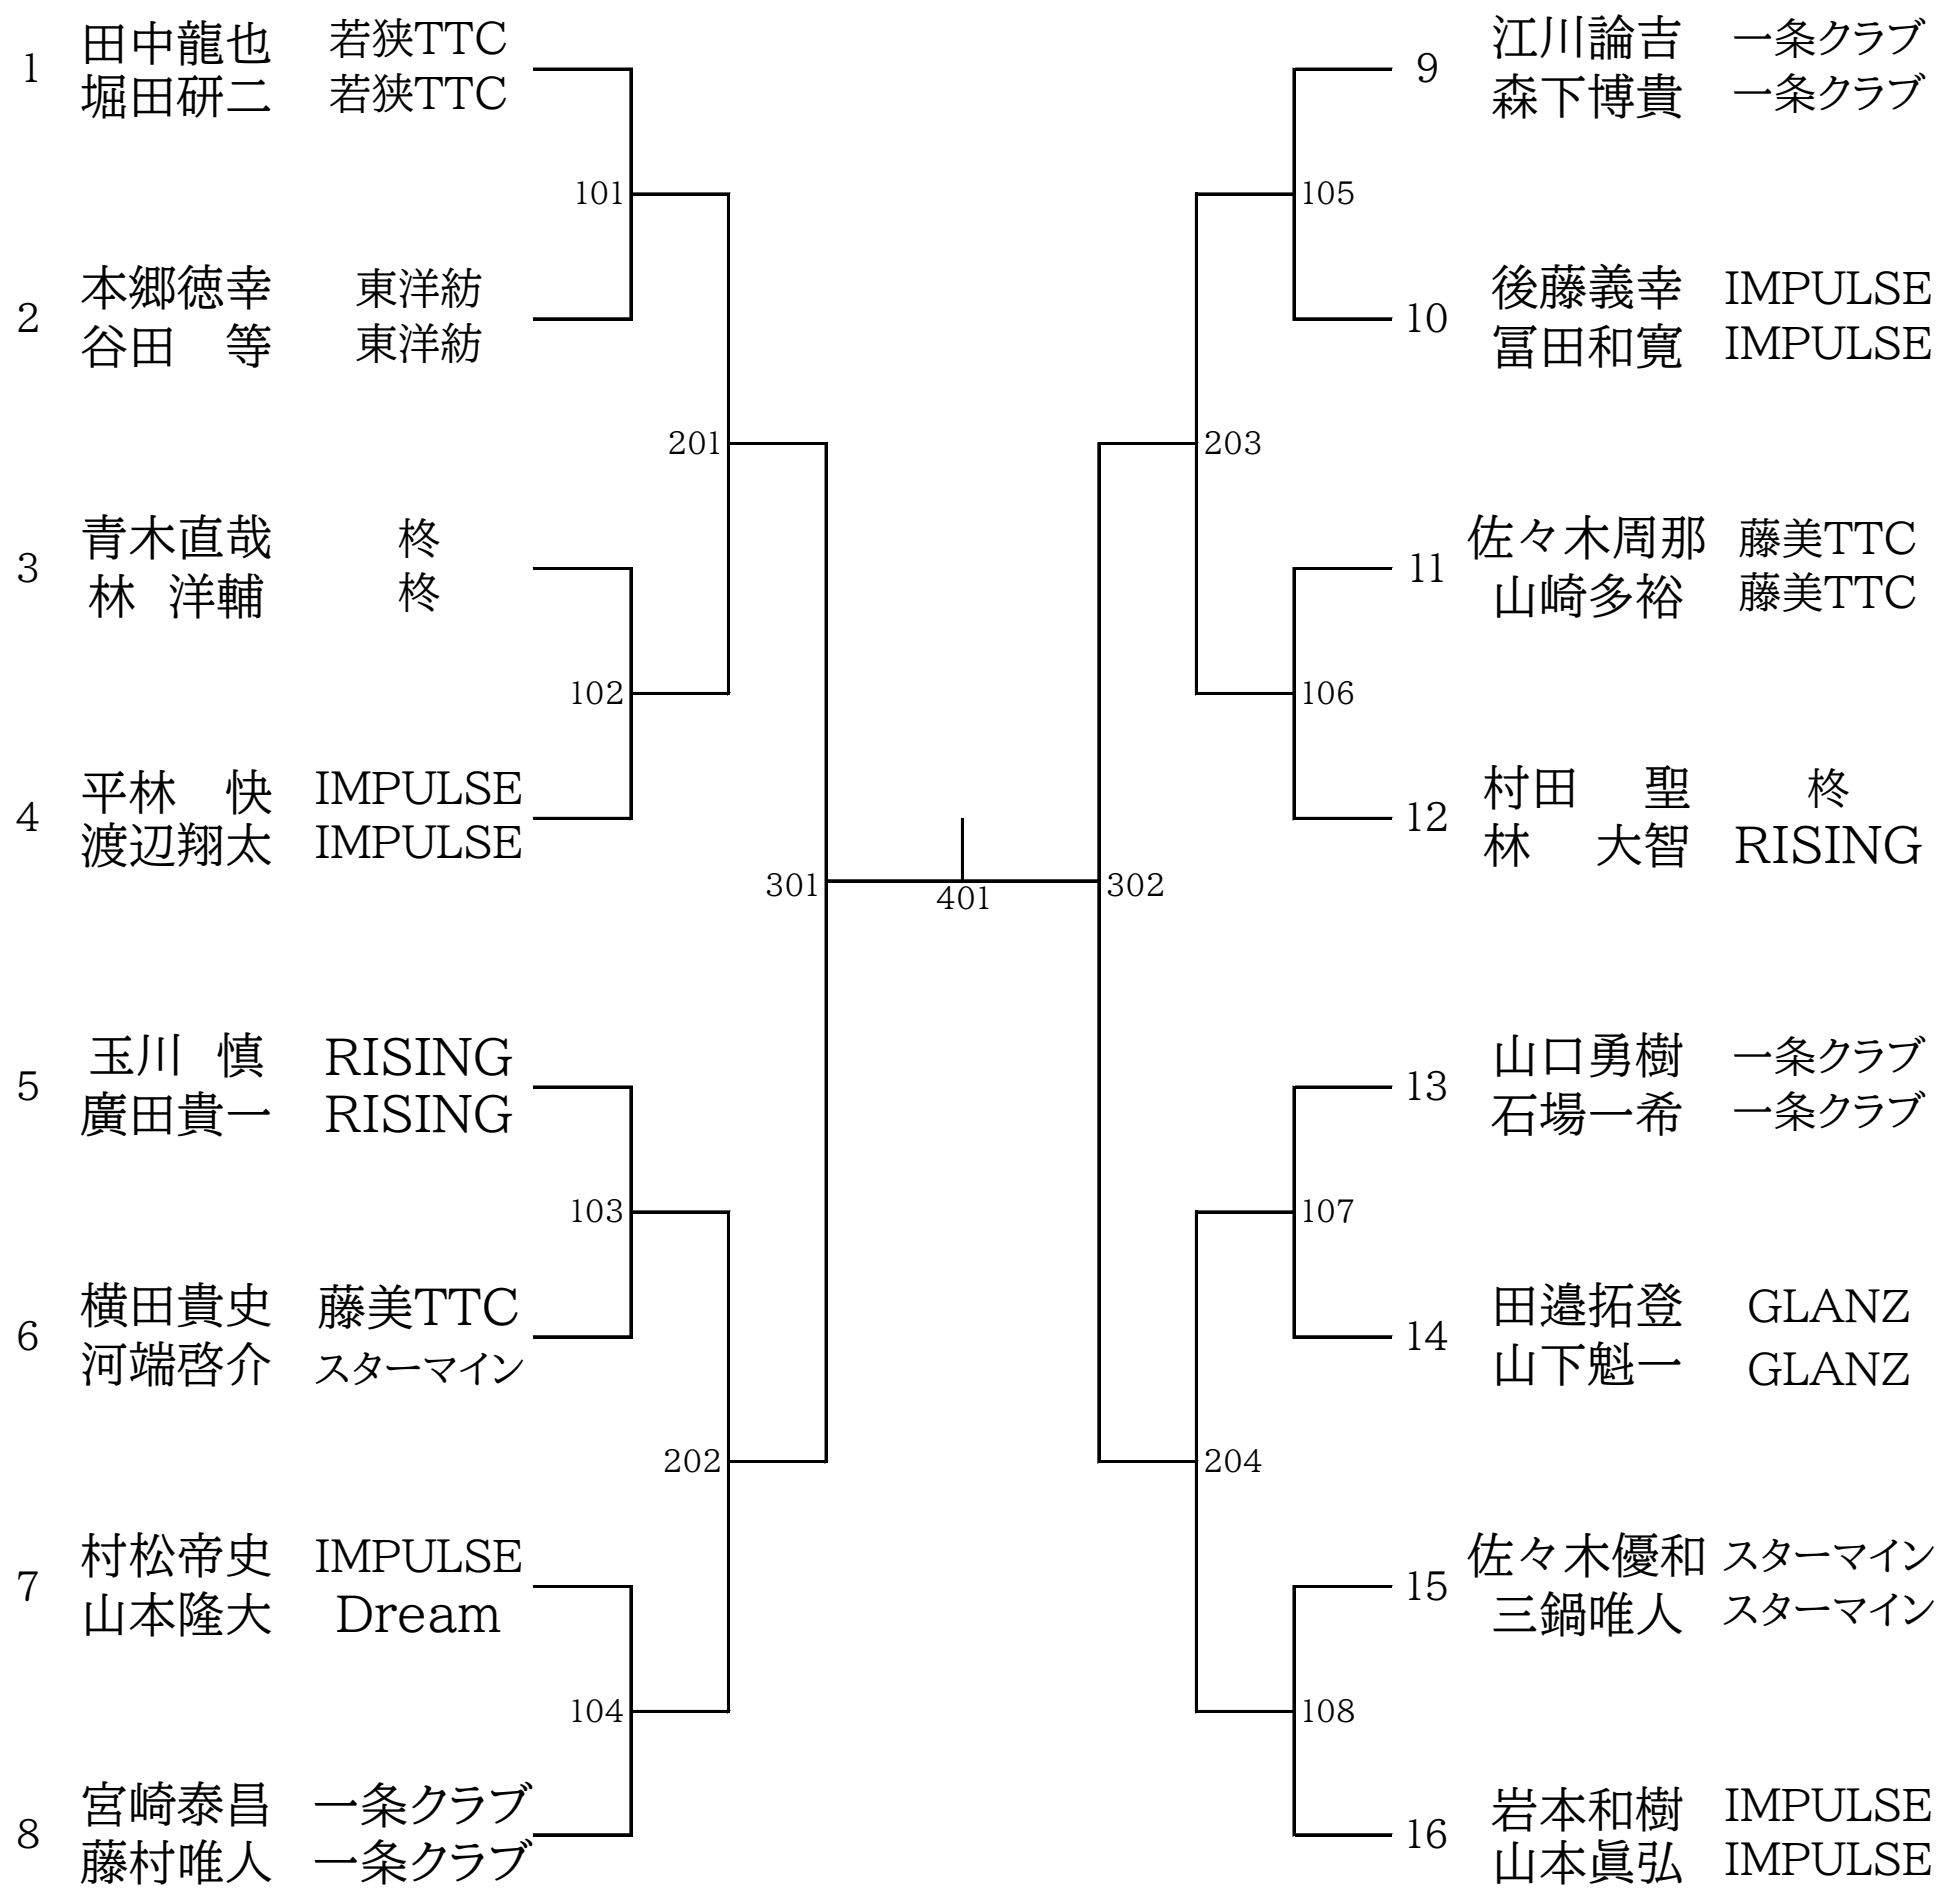 1 田中龍也 若狭TTC
堀田研二 若狭TTC
101
2 本郷徳幸 東洋紡
谷田 等 東洋紡
201
3 青木直哉 柊
林 洋輔 柊
102
4 平林 快 IMPULSE
渡辺翔太 IMPULSE
301
5 玉川 慎 RISING
廣田貴一 RISING
103
6 横田貴史 藤美TTC
河端啓介 スターマイン
202
7 村松帝史 IMPULSE
山本隆大 Dream
104
8 宮崎泰昌 一条クラブ
藤村唯人 一条クラブ
401
9 江川論吉 一条クラブ
森下博貴 一条クラブ
105
10 後藤義幸 IMPULSE
冨田和寛 IMPULSE
203
11 佐々木周那 藤美TTC
山崎多裕 藤美TTC
106
12 村田 聖 柊
林 大智 RISING
302
13 山口勇樹 一条クラブ
石場一希 一条クラブ
107
14 田邉拓登 GLANZ
山下魁一 GLANZ
204
15 佐々木優和 スターマイン
三鍋唯人 スターマイン
108
16 岩本和樹 IMPULSE
山本眞弘 IMPULSE